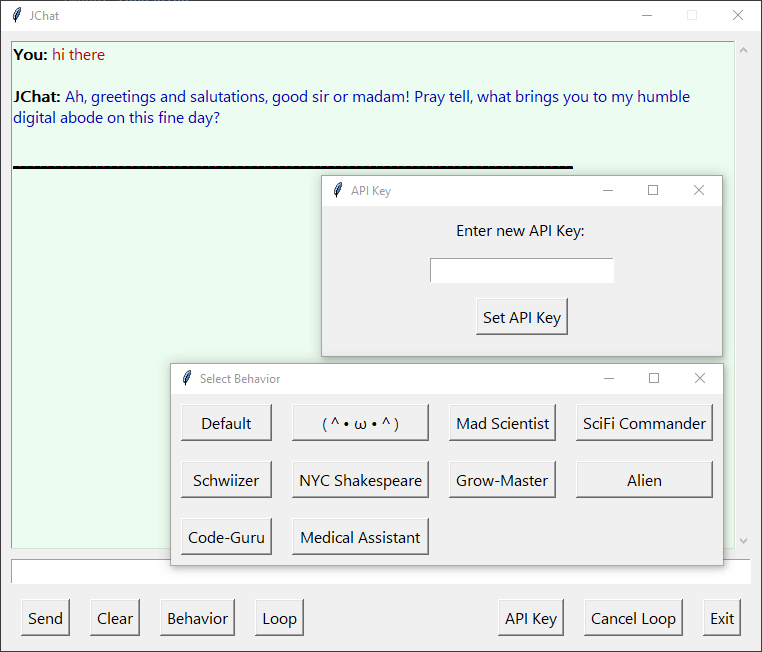 JChat
You: hi there
JChat: Ah, greetings and salutations, good sir or madam! Pray tell, what brings you to my humble
digital abode on this fine day?
API Key
Enter new API Key:
Set API Key
Select Behavior
Default
( ^ • ω • ^ )
Mad Scientist
SciFi Commander
Schwiizer
NYC Shakespeare
Grow-Master
Alien
Code-Guru
Medical Assistant
Send
Clear
Behavior
Loop
API Key
Cancel Loop
Exit